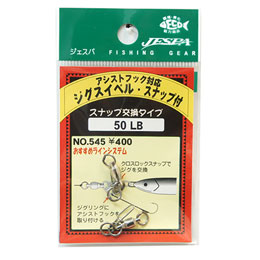 ジェスパ
JESPA
FISHING GEAR
アシストフック対応
ジグスイベル・スナップ付
スナップ交換タイプ
50 LB
NO.545 ¥400
おすすめラインシステム
クロスロックスナップで
ジグを交換
ジグリングに
アシストフックを
取り付ける